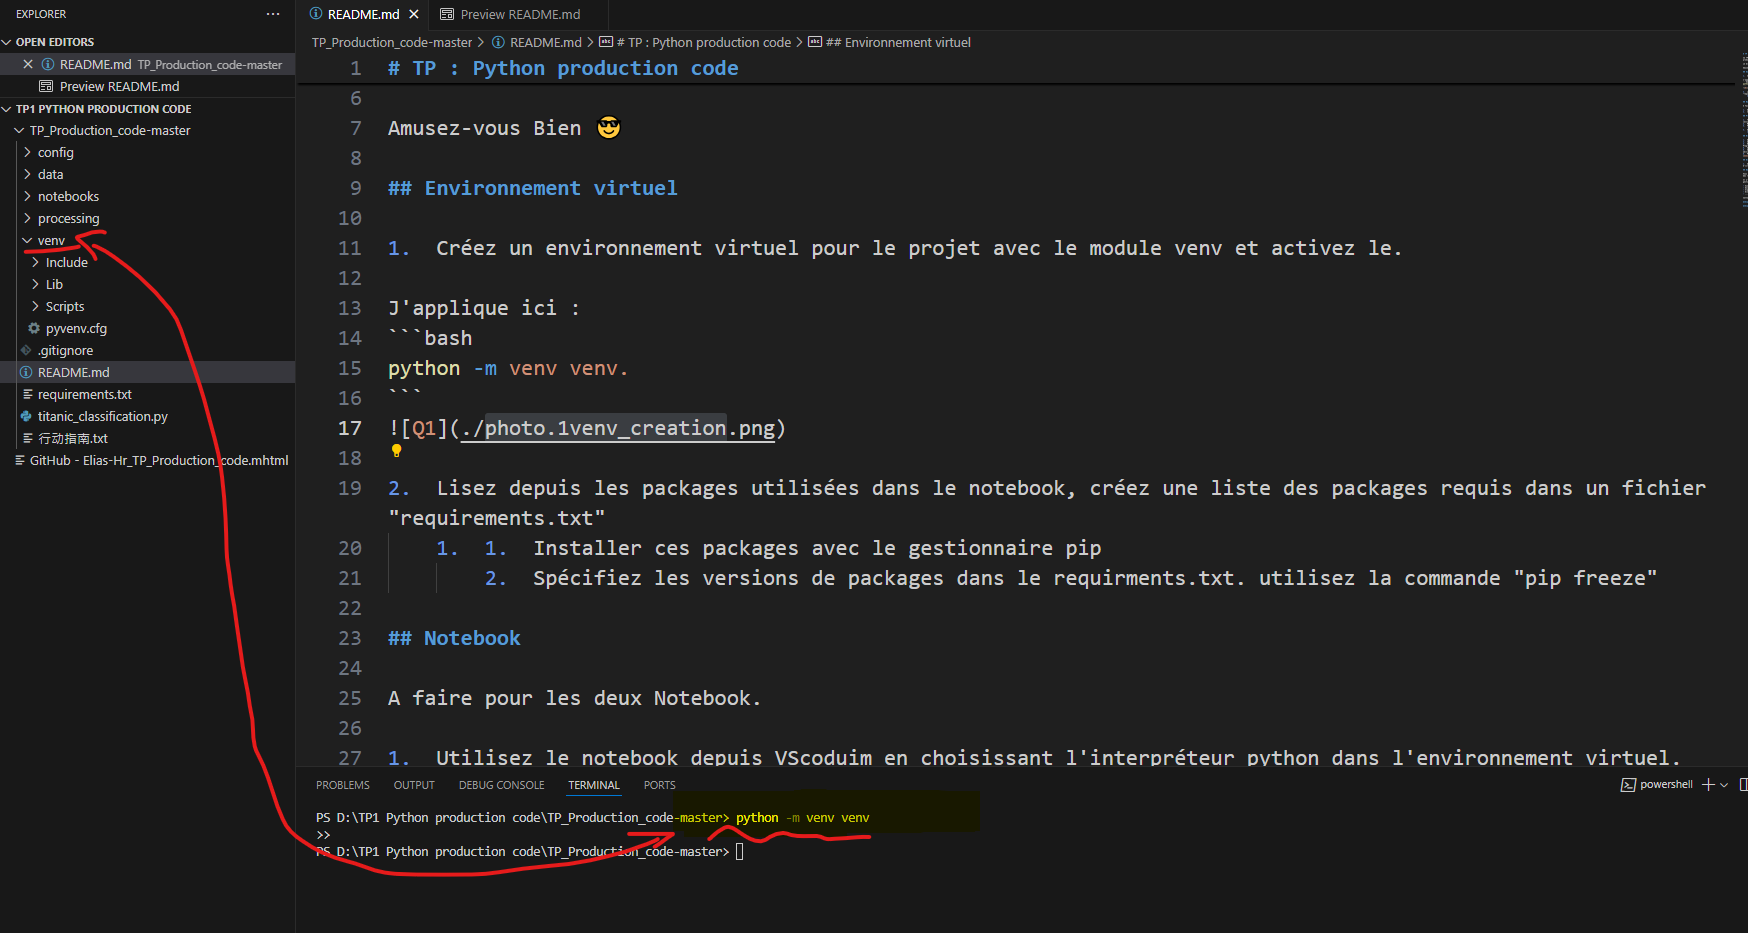 EXPLORER
OPEN EDITORS
README.md TP_Production_code-master
Preview README.md
TP1 PYTHON PRODUCTION CODE
TP_Production_code-master
config
data
notebooks
processing
venv
Include
Lib
Scripts
pyvenv.cfg
.gitignore
README.md
requirements.txt
titanic_classification.py
行动指南.txt
GitHub - Elias-Hr_TP_Production_code.mhtml
README.md
Preview README.md
TP_Production_code-master > README.md > # TP : Python production code > ## Environnement virtuel
1 # TP : Python production code
6
7 Amusez-vous Bien 😎
8
9 ## Environnement virtuel
10
11 1. Créez un environnement virtuel pour le projet avec le module venv et activez le.
12
13 J'applique ici :
14 ```bash
15 python -m venv venv.
16 ```
17 ![Q1](./photo.1venv_creation.png)
18
19 2. Lisez depuis les packages utilisées dans le notebook, créez une liste des packages requis dans un fichier
"requirements.txt"
20 1. 1. Installer ces packages avec le gestionnaire pip
21 2. Spécifiez les versions de packages dans le requirments.txt. utilisez la commande "pip freeze"
22
23 ## Notebook
24
25 A faire pour les deux Notebook.
26
27 1. Utilisez le notebook depuis VScoduim en choisissant l'interpréteur python dans l'environnement virtuel.
PROBLEMS OUTPUT DEBUG CONSOLE TERMINAL PORTS
powershell
PS D:\TP1 Python production code\TP_Production_code-master> python -m venv venv
>>
PS D:\TP1 Python production code\TP_Production_code-master>